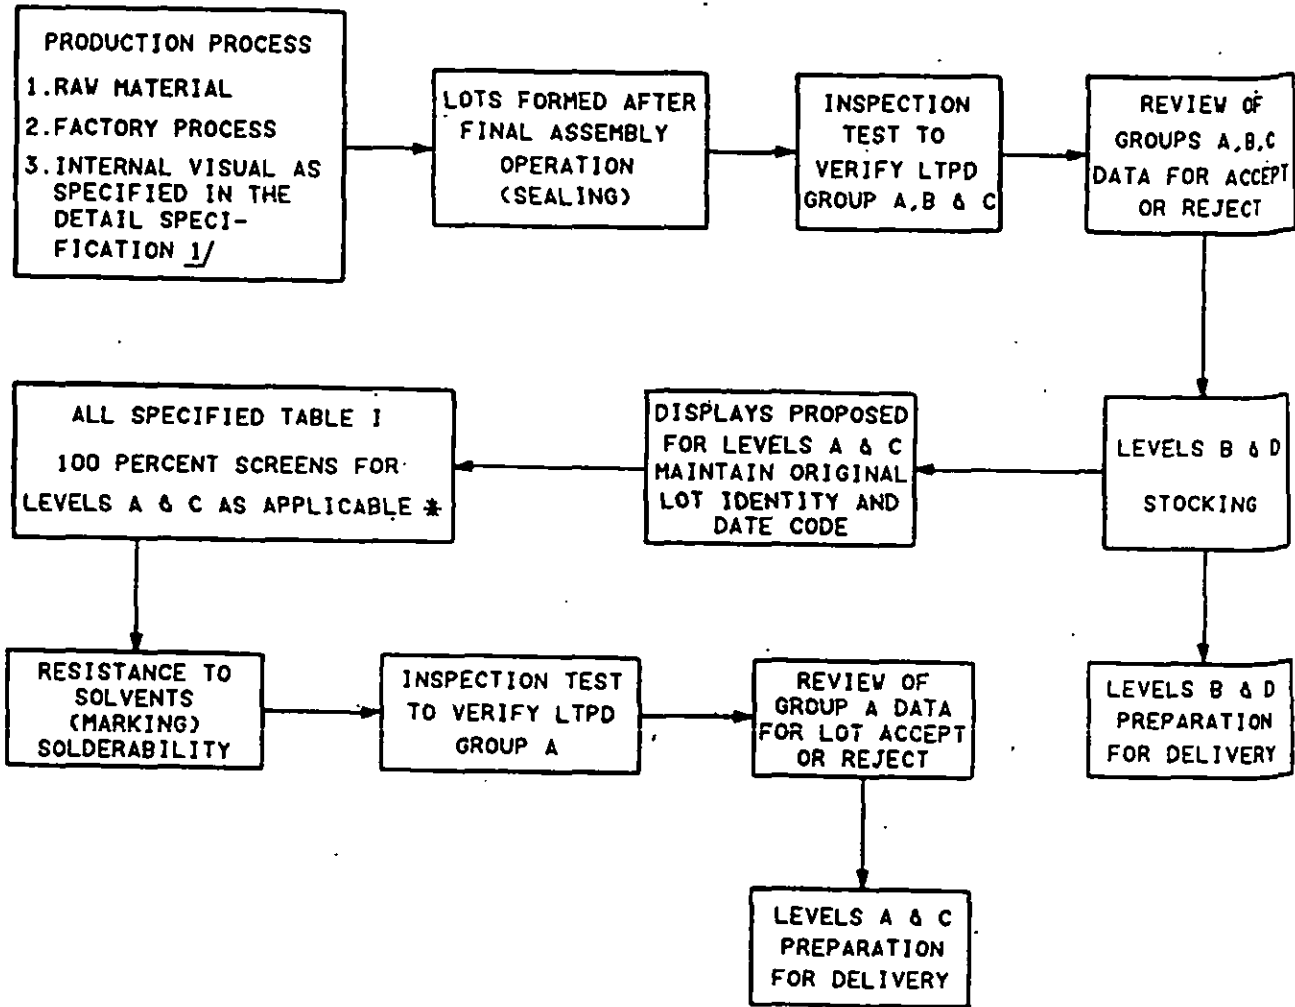 PRODUCTION PROCESS
1.RAW MATERIAL
2.FACTORY PROCESS
3.INTERNAL VISUAL AS
SPECIFIED IN THE
DETAIL SPECI-
FICATION 1/
LOTS FORMED AFTER
FINAL ASSEMBLY
OPERATION
(SEALING)
INSPECTION
TEST TO
VERIFY LTPD
GROUP A,B & C
REVIEW OF
GROUPS A,B,C
DATA FOR ACCEPT
OR REJECT
ALL SPECIFIED TABLE I
100 PERCENT SCREENS FOR
LEVELS A & C AS APPLICABLE *
DISPLAYS PROPOSED
FOR LEVELS A & C
MAINTAIN ORIGINAL
LOT IDENTITY AND
DATE CODE
LEVELS B & D
STOCKING
RESISTANCE TO
SOLVENTS
(MARKING)
SOLDERABILITY
INSPECTION TEST
TO VERIFY LTPD
GROUP A
REVIEW OF
GROUP A DATA
FOR LOT ACCEPT
OR REJECT
LEVELS B & D
PREPARATION
FOR DELIVERY
LEVELS A & C
PREPARATION
FOR DELIVERY